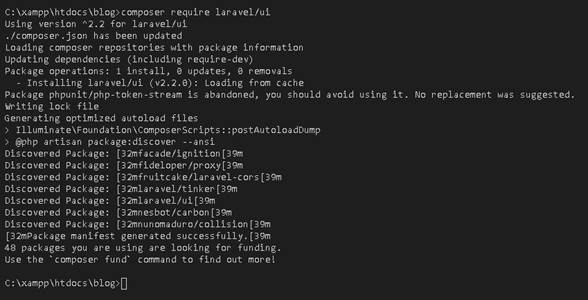 C:\xampp\htdocs\blog>composer require laravel/ui
Using version ^2.2 for laravel/ui
./composer.json has been updated
Loading composer repositories with package information
Updating dependencies (including require-dev)
Package operations: 1 install, 0 updates, 0 removals
  - Installing laravel/ui (v2.2.0): Loading from cache
Package phpunit/php-token-stream is abandoned, you should avoid using it. No replacement was suggested.
Writing lock file
Generating optimized autoload files
> Illuminate\Foundation\ComposerScripts::postAutoloadDump
> @php artisan package:discover --ansi
Discovered Package: [32mfacade/ignition[39m
Discovered Package: [32mfideloper/proxy[39m
Discovered Package: [32mfruitcake/laravel-cors[39m
Discovered Package: [32mlaravel/tinker[39m
Discovered Package: [32mlaravel/ui[39m
Discovered Package: [32mnesbot/carbon[39m
Discovered Package: [32mnunomaduro/collision[39m
[32mPackage manifest generated successfully.[39m
48 packages you are using are looking for funding.
Use the `composer fund` command to find out more!
C:\xampp\htdocs\blog>